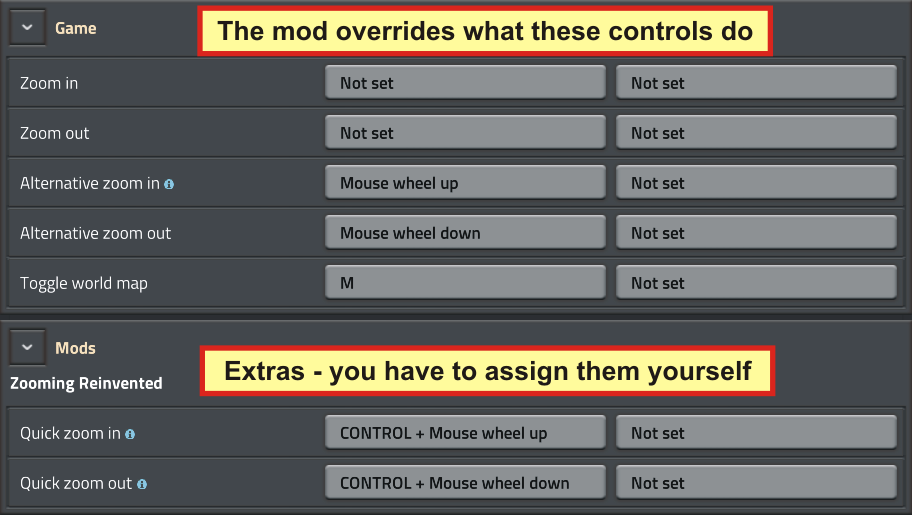 Game
The mod overrides what these controls do
Zoom in Not set Not set
Zoom out Not set Not set
Alternative zoom in Mouse wheel up Not set
Alternative zoom out Mouse wheel down Not set
Toggle world map M Not set
Mods
Extras - you have to assign them yourself
Zooming Reinvented
Quick zoom in CONTROL + Mouse wheel up Not set
Quick zoom out CONTROL + Mouse wheel down Not set